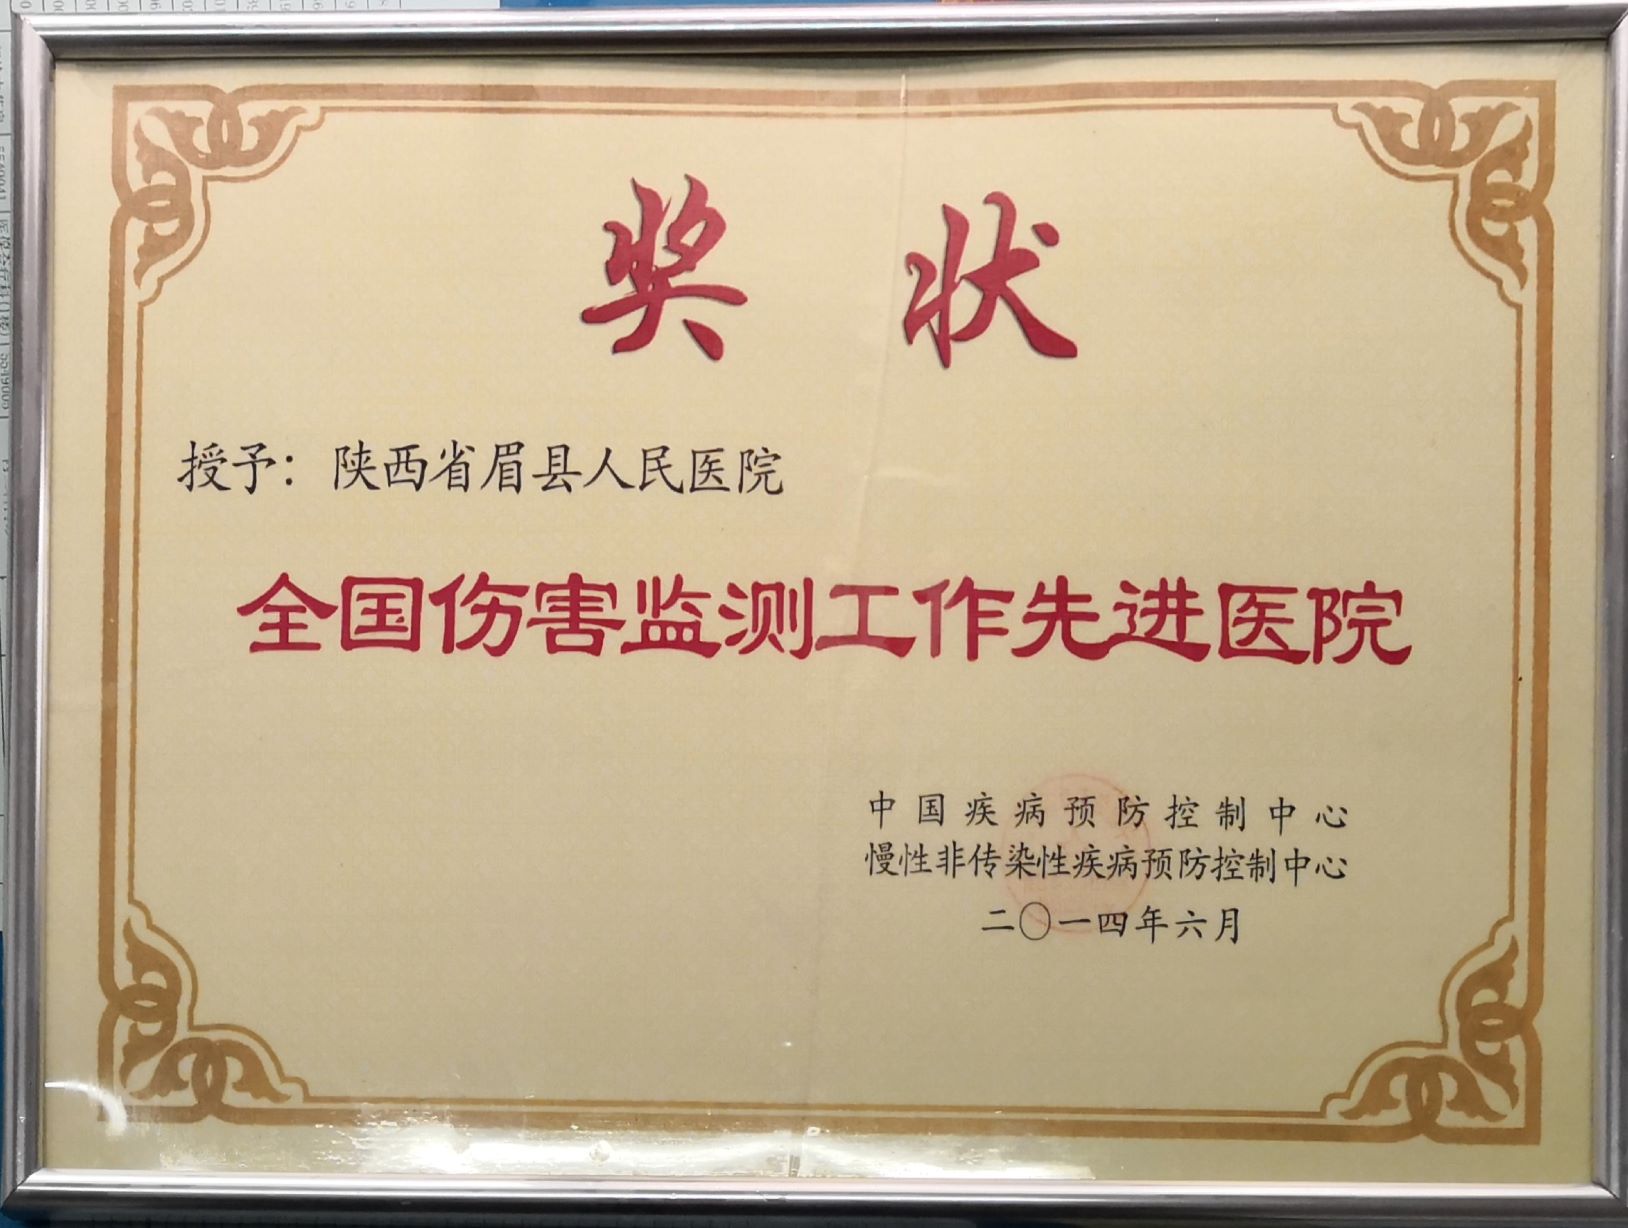 奖状
授予：陕西省眉县人民医院
全国伤害监测工作先进医院
中国疾病预防控制中心
慢性非传染性疾病预防控制中心
二〇一四年六月